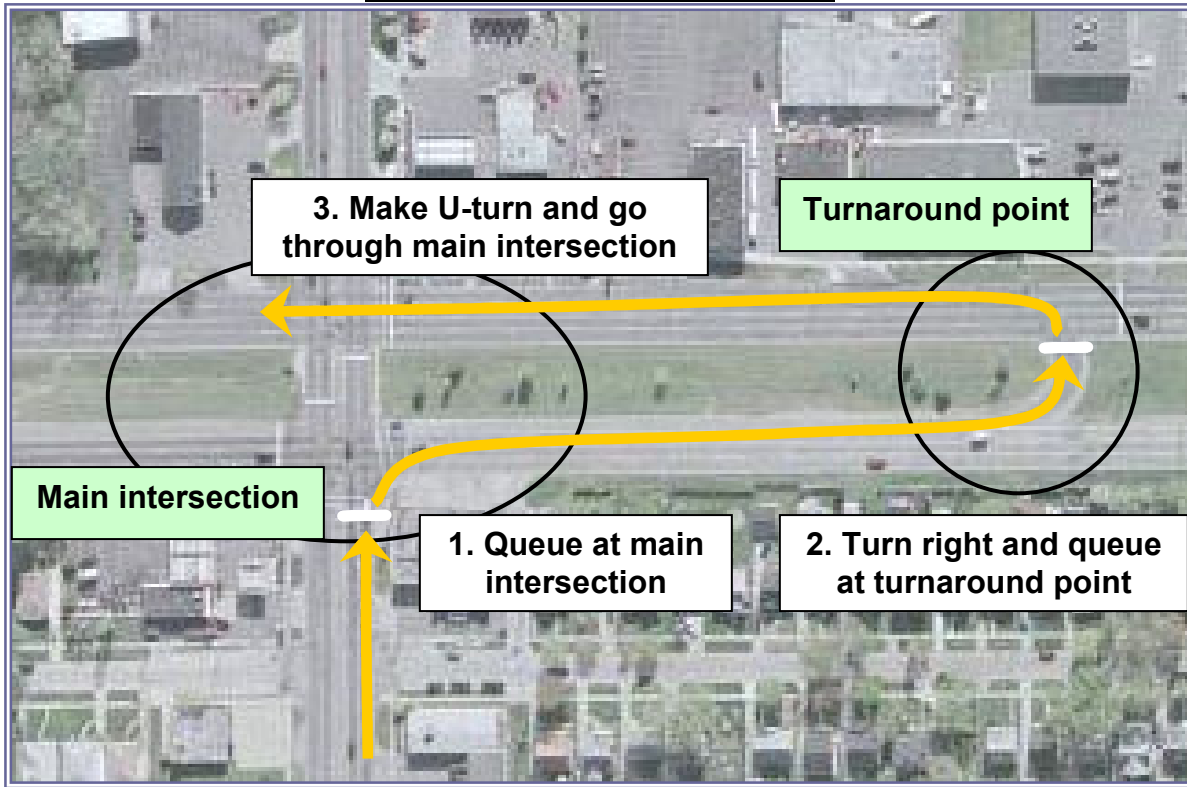 3. Make U-turn and go
through main intersection
Turnaround point
Main intersection
1. Queue at main
intersection
2. Turn right and queue
at turnaround point